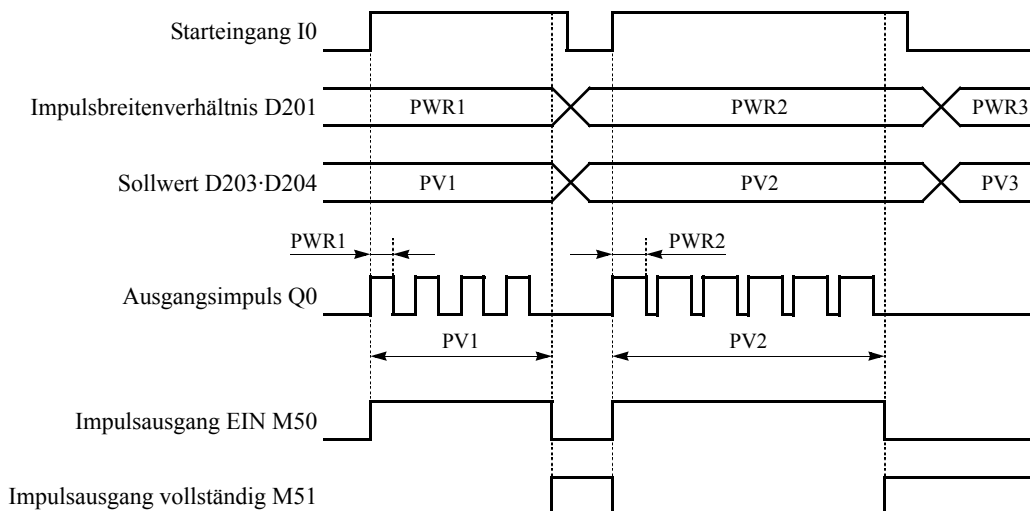 Starteingang I0
Impulsbreitenverhältnis D201 PWR1 PWR2 PWR3
Sollwert D203·D204 PV1 PV2 PV3
PWR1 PWR2
Ausgangsimpuls Q0
PV1 PV2
Impulsausgang EIN M50
Impulsausgang vollständig M51